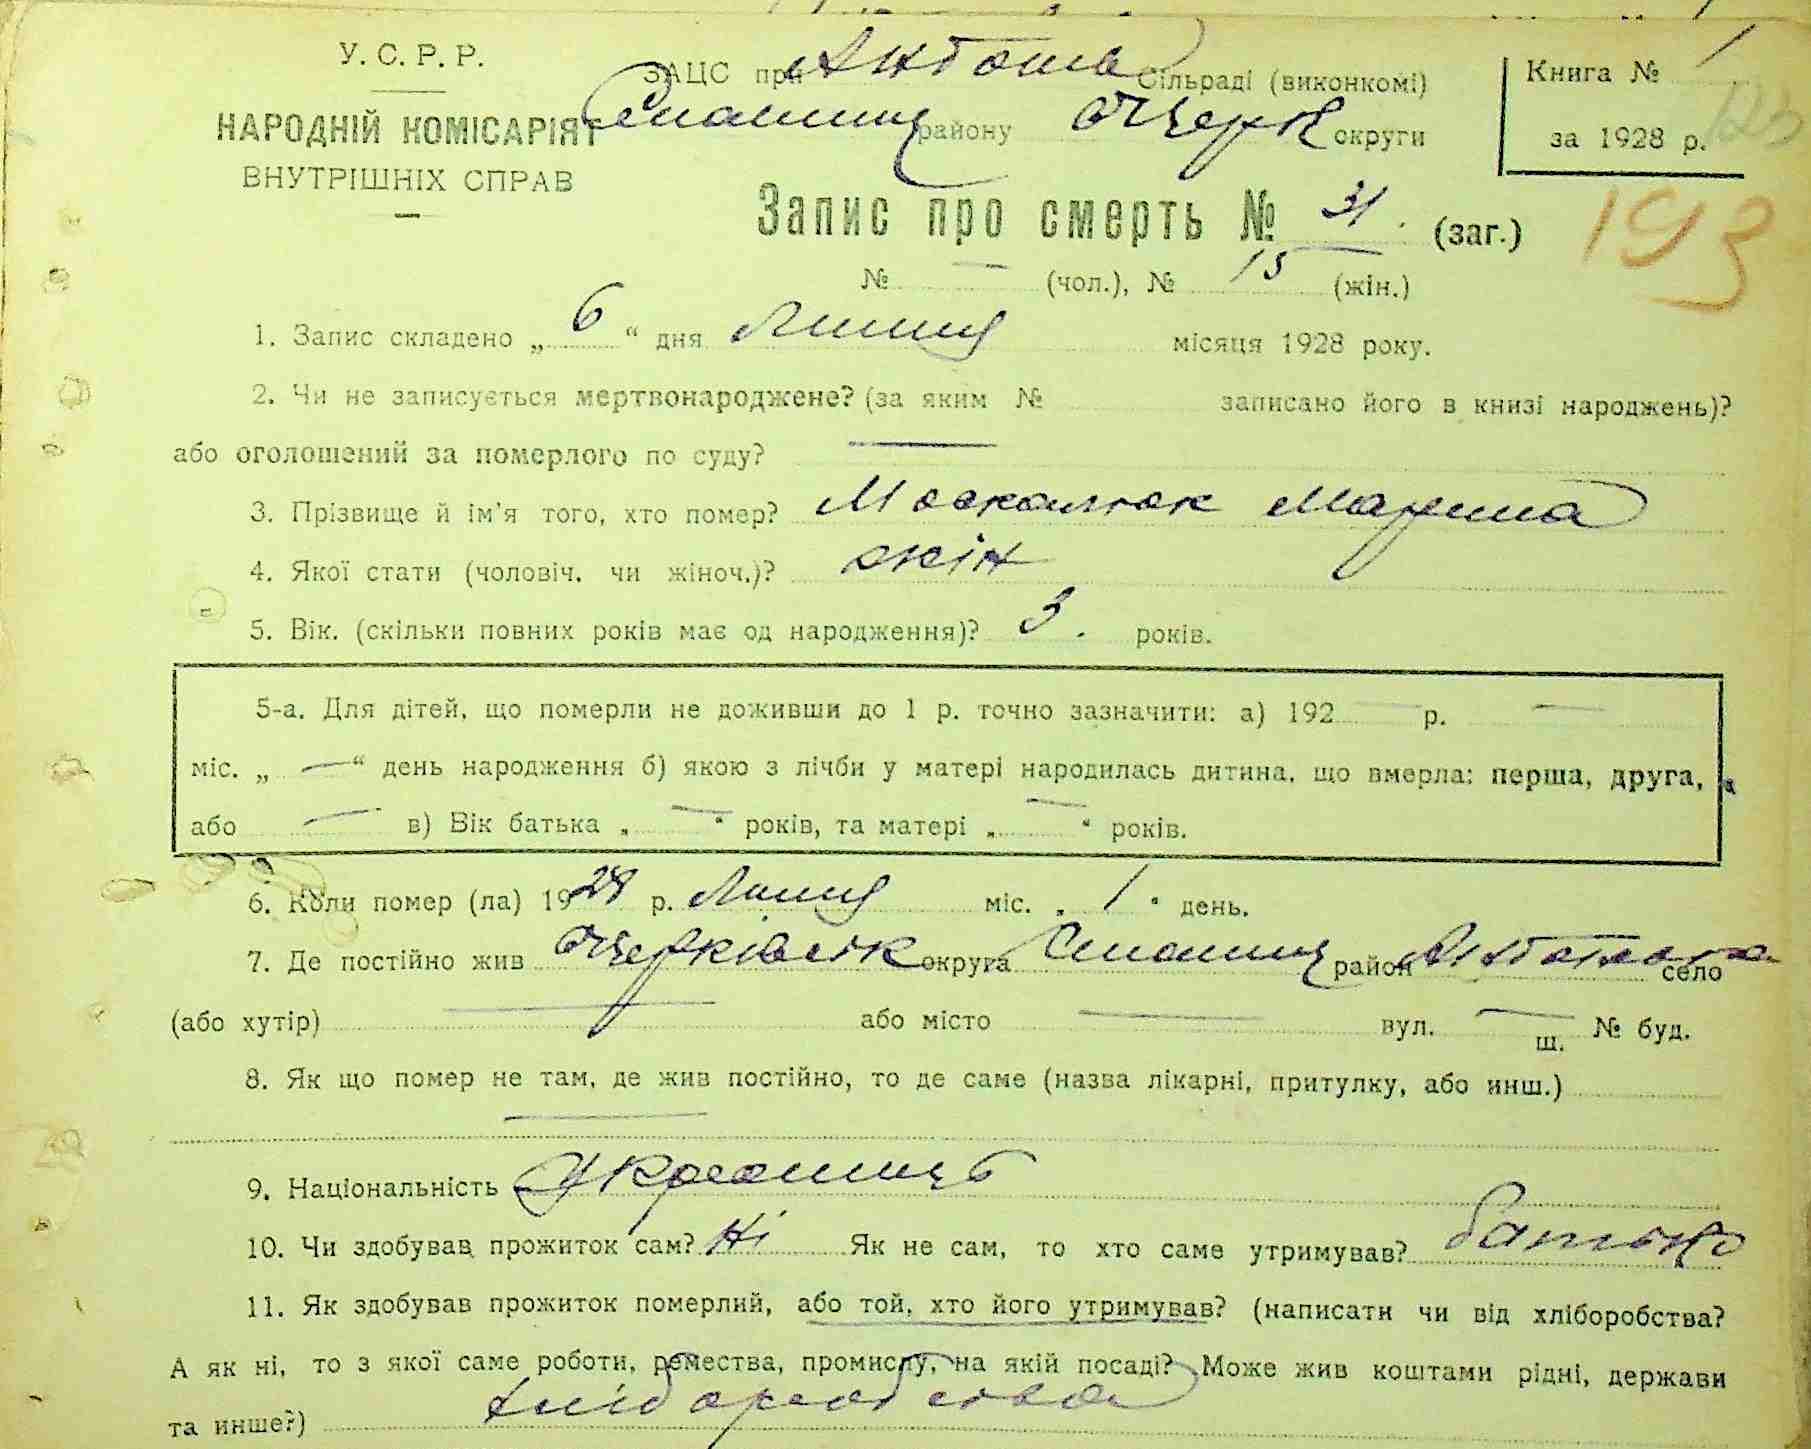 У.С.Р.Р.
НАРОДНІЙ КОМІСАРІЯТ
ВНУТРІШНІХ СПРАВ
ЗАЦС при Сільраді (виконкомі)
району Черк округи
Книга № 1
за 1928 р.
193
Запис про смерть № 31. (заг.)
№ — (чол.), № 15 (жін.)
1. Запис складено „ 6 “ дня Липня місяця 1928 року.
2. Чи не записується мертвонароджене? (за яким № записано його в книзі народжень)?
або оголошений за померлого по суду? —
3. Прізвище й ім'я того, хто помер? Москалюк Марина
4. Якої стати (чоловіч. чи жіноч.)? жін
5. Вік. (скільки повних років має од народження)? 3. років.
5-а. Для дітей, що померли не доживши до 1 р. точно зазначити: а) 192 — р. —
міс. „ — “ день народження б) якою з лічби у матері народилась дитина, що вмерла: перша, друга,
або — в) Вік батька „ — “ років, та матері „ — “ років.
6. Коли помер (ла) 1928 р. Липня міс. „ 1 “ день.
7. Де постійно жив округа район село
(або хутір) — або місто — вул. — ш. № буд.
8. Як що помер не там, де жив постійно, то де саме (назва лікарні, притулку, або инш.)
—
9. Національність Українць
10. Чи здобував прожиток сам? Ні Як не сам, то хто саме утримував? батько
11. Як здобував прожиток померлий, або той, хто його утримував? (написати чи від хліборобства?
А як ні, то з якої саме роботи, ремества, промислу, на якій посаді? Може жив коштами рідні, держави
та инше?) хліборобства